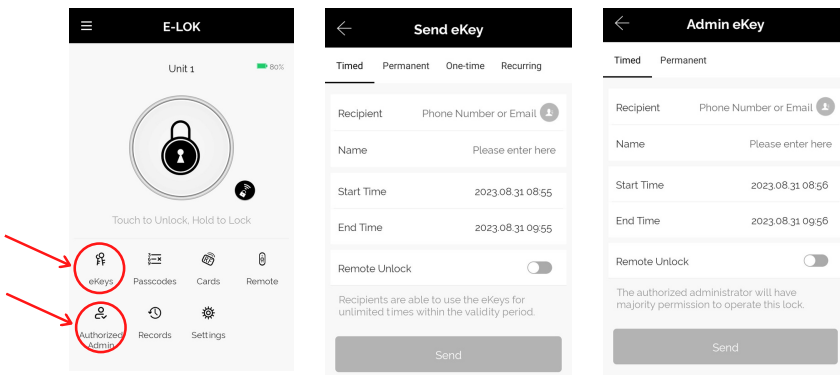 E-LOK
Unit 1
80%
Touch to Unlock, Hold to Lock
eKeys
Passcodes
Cards
Remote
Authorized
Admin
Records
Settings
Send eKey
Timed
Permanent
One-time
Recurring
Recipient
Phone Number or Email
Name
Please enter here
Start Time
2023.08.31 08:55
End Time
2023.08.31 09:55
Remote Unlock
Recipients are able to use the eKeys for
unlimited times within the validity period.
Send
Admin eKey
Timed
Permanent
Recipient
Phone Number or Email
Name
Please enter here
Start Time
2023.08.31 08:56
End Time
2023.08.31 09:56
Remote Unlock
The authorized administrator will have
majority permission to operate this lock.
Send